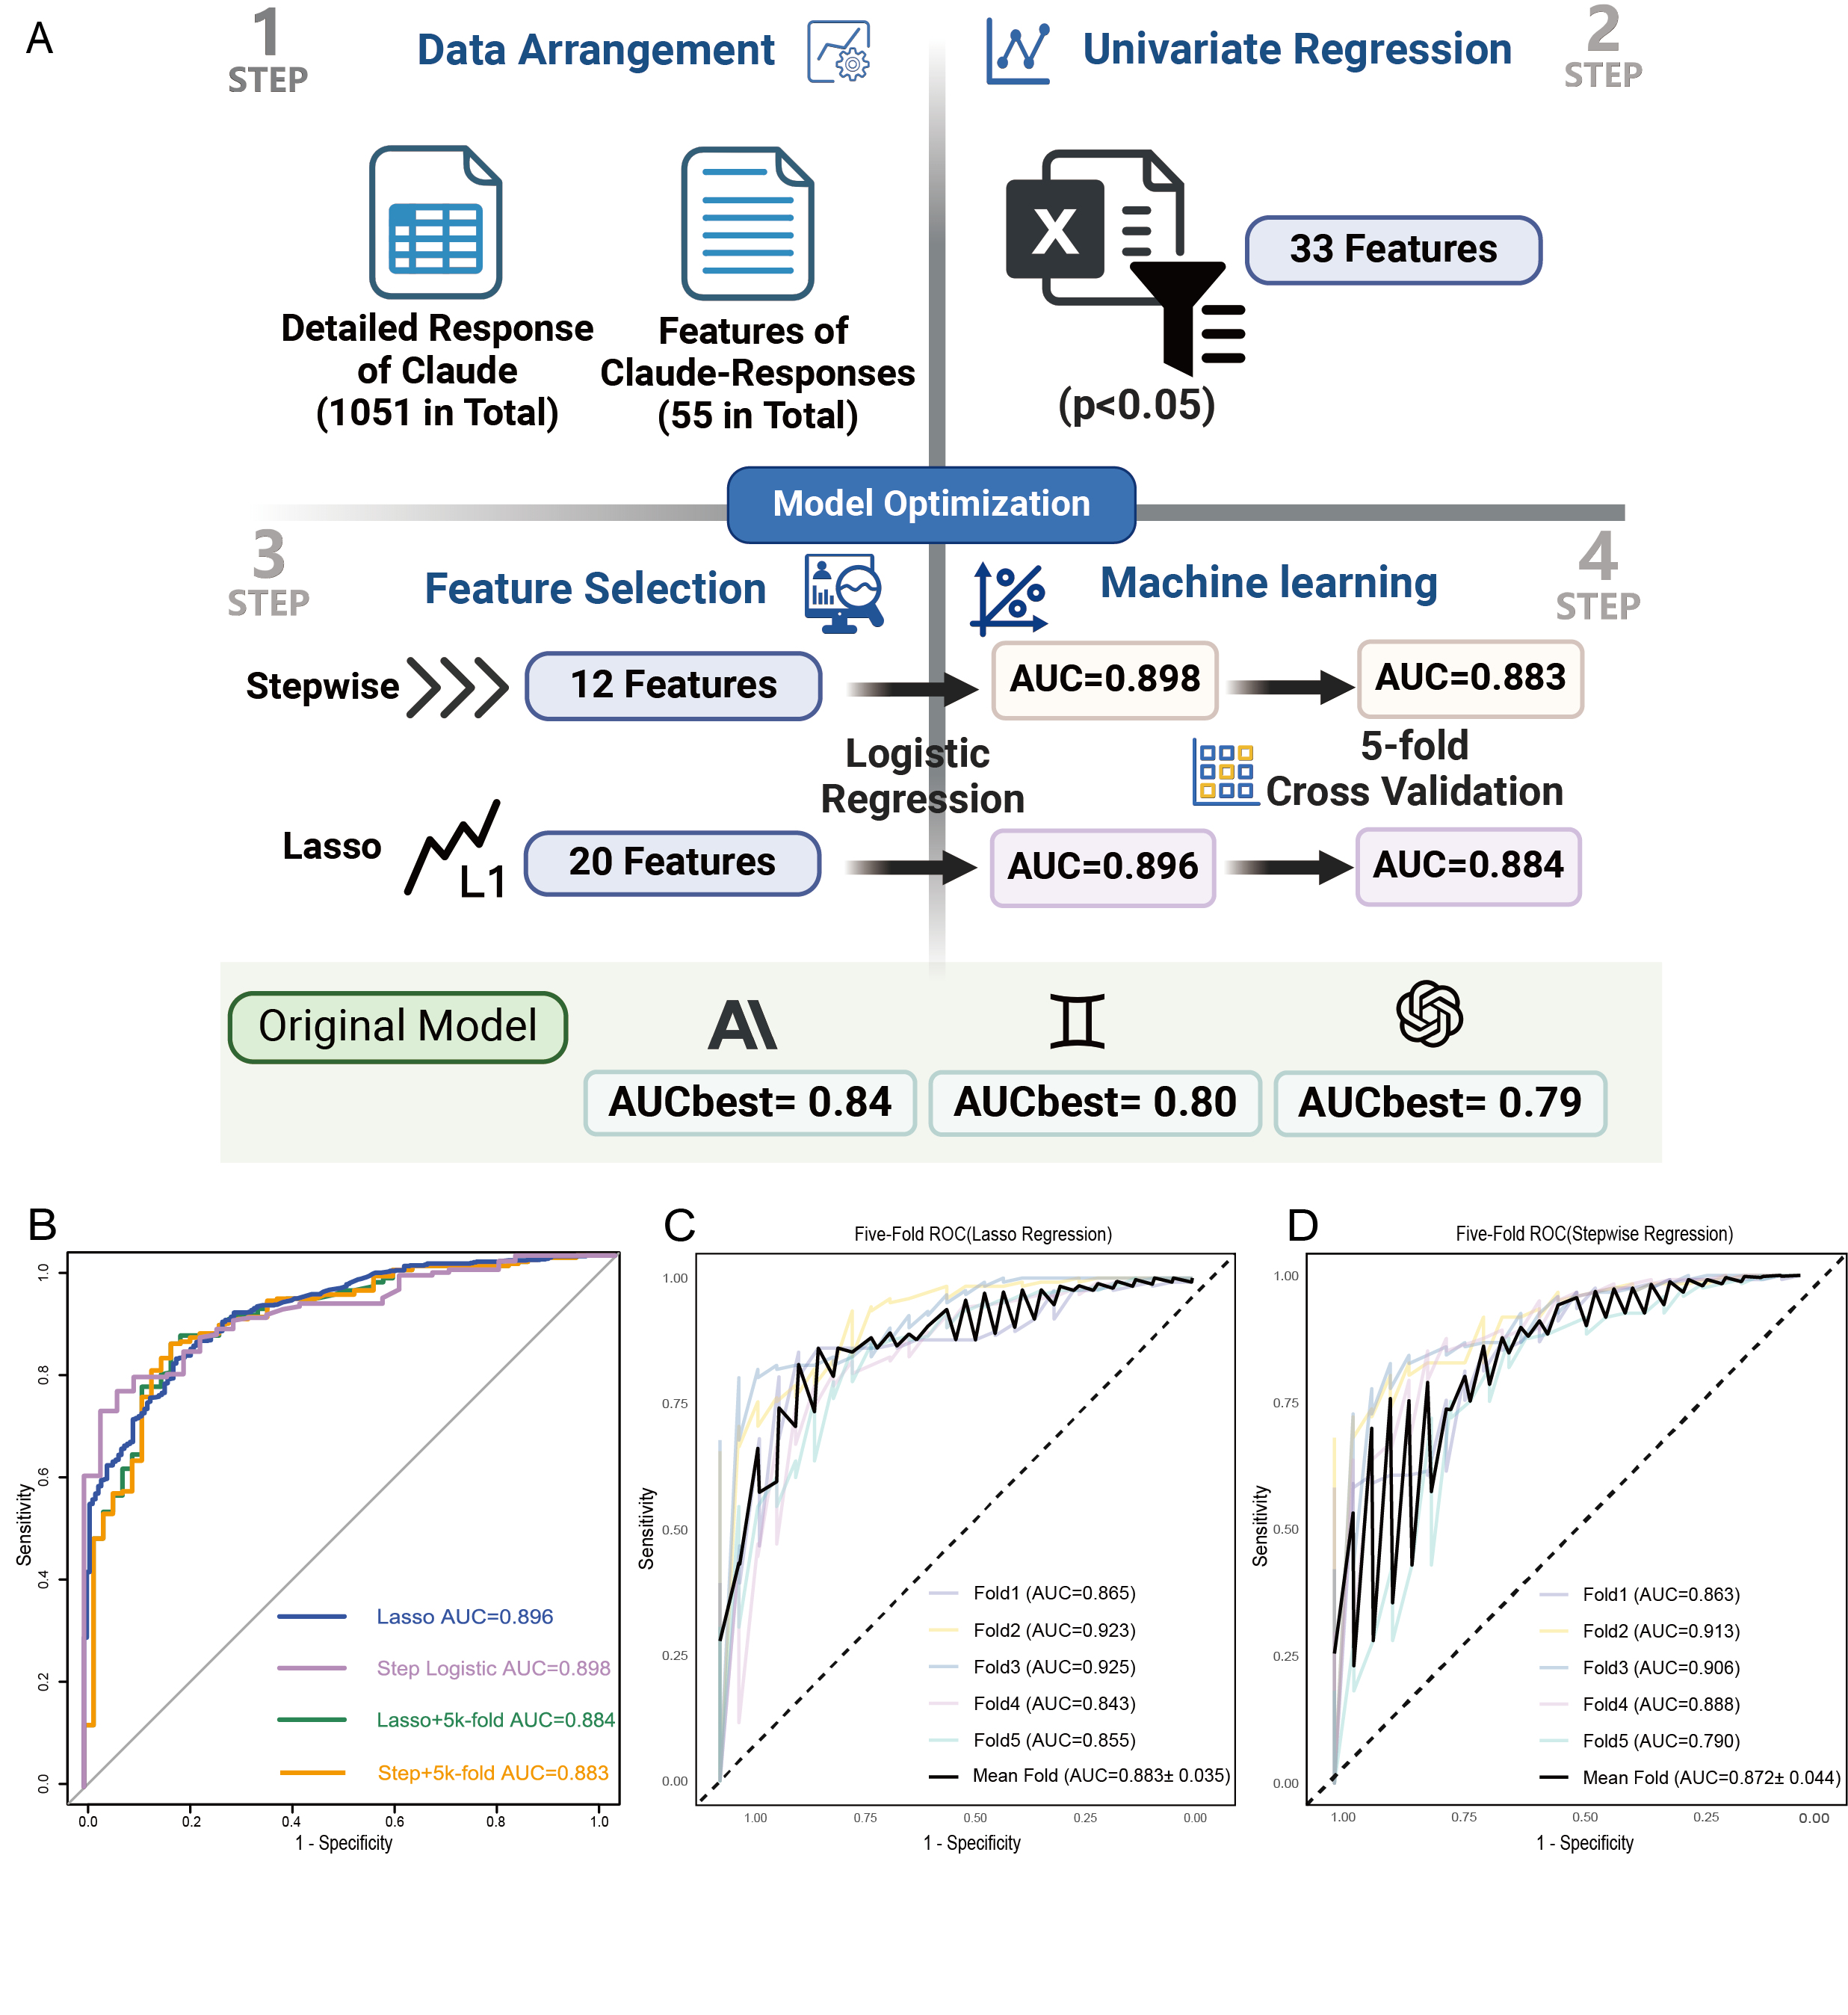 A
1
STEP
Data Arrangement
Univariate Regression
2
STEP
Detailed Response
of Claude
(1051 in Total)
Features of
Claude-Responses
(55 in Total)
X
(p<0.05)
33 Features
Model Optimization
3
STEP
Feature Selection
Machine learning
4
STEP
Stepwise
12 Features
AUC=0.898
AUC=0.883
Logistic
Regression
5-fold
Cross Validation
Lasso
L1
20 Features
AUC=0.896
AUC=0.884
Original Model
AUCbest= 0.84
AUCbest= 0.80
AUCbest= 0.79
B
Sensitivity
1.0
0.8
0.6
0.4
0.2
0.0
Lasso AUC=0.896
Step Logistic AUC=0.898
Lasso+5k-fold AUC=0.884
Step+5k-fold AUC=0.883
0.0 0.2 0.4 0.6 0.8 1.0
1 - Specificity
C
Five-Fold ROC(Lasso Regression)
Sensitivity
1.00
0.75
0.50
0.25
0.00
Fold1 (AUC=0.865)
Fold2 (AUC=0.923)
Fold3 (AUC=0.925)
Fold4 (AUC=0.843)
Fold5 (AUC=0.855)
Mean Fold (AUC=0.883± 0.035)
1.00 0.75 0.50 0.25 0.00
1 - Specificity
D
Five-Fold ROC(Stepwise Regression)
Sensitivity
1.00
0.75
0.50
0.25
0.00
Fold1 (AUC=0.863)
Fold2 (AUC=0.913)
Fold3 (AUC=0.906)
Fold4 (AUC=0.888)
Fold5 (AUC=0.790)
Mean Fold (AUC=0.872± 0.044)
1.00 0.75 0.50 0.25 0.00
1 - Specificity